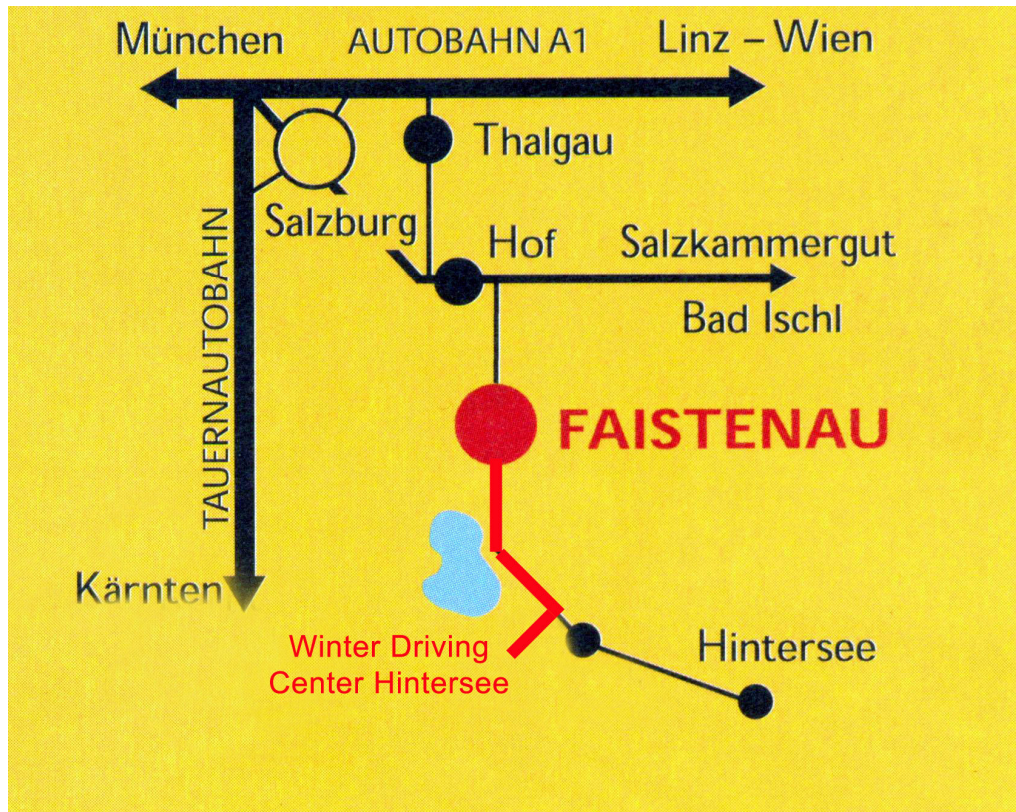 München
AUTOBAHN A1
Linz – Wien
Thalgau
Salzburg
Hof
Salzkammergut
Bad Ischl
TAUERNAUTOBAHN
FAISTENAU
Kärnten
Winter Driving
Center Hintersee
Hintersee